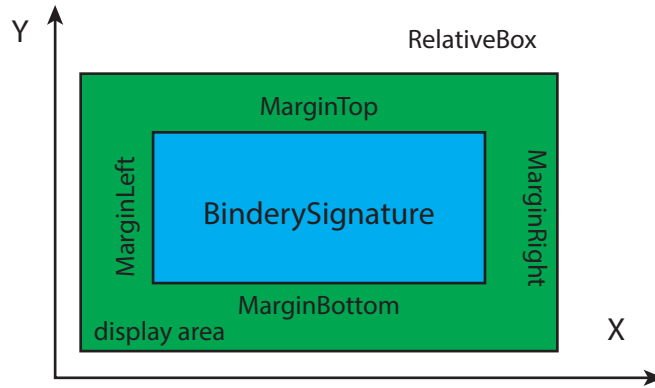 Y
RelativeBox
MarginTop
MarginLeft
BinderySignature
MarginRight
MarginBottom
display area
X